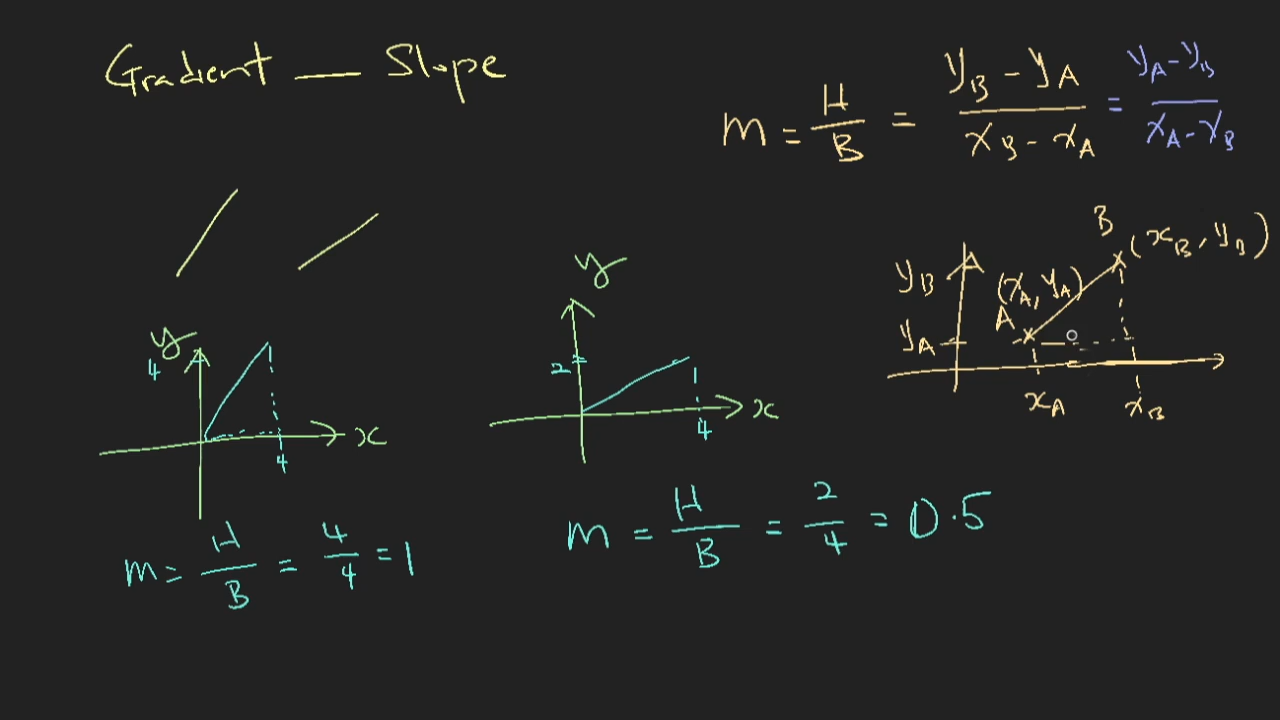 Gradient — Slope
m = H/B = (y_B - y_A)/(x_B - x_A) = (y_A - y_B)/(x_A - x_B)
B (x_B, y_B)
y_B (x_A, y_A)
A
y_A
x_A x_B
y
4
x
4
m = H/B = 4/4 = 1
y
2
x
4
m = H/B = 2/4 = 0.5